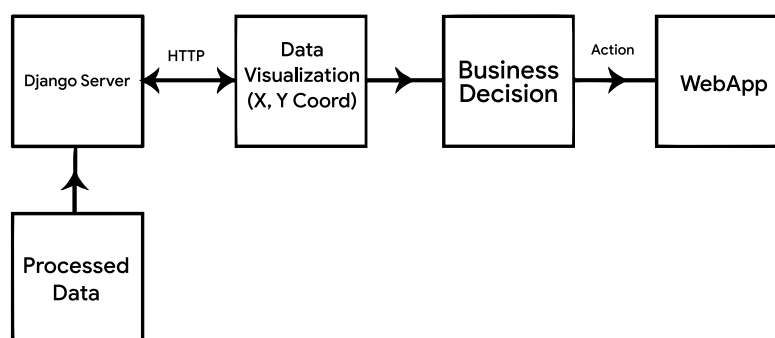 Django Server
HTTP
Data
Visualization
(X, Y Coord)
Business
Decision
Action
WebApp
Processed
Data